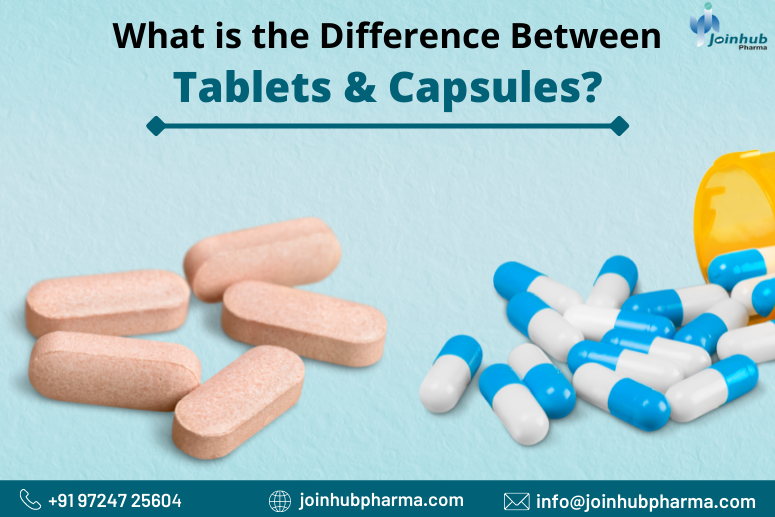 What is the Difference Between
Joinhub
Pharma
Tablets & Capsules?
+91 97247 25604
joinhubpharma.com
info@joinhubpharma.com